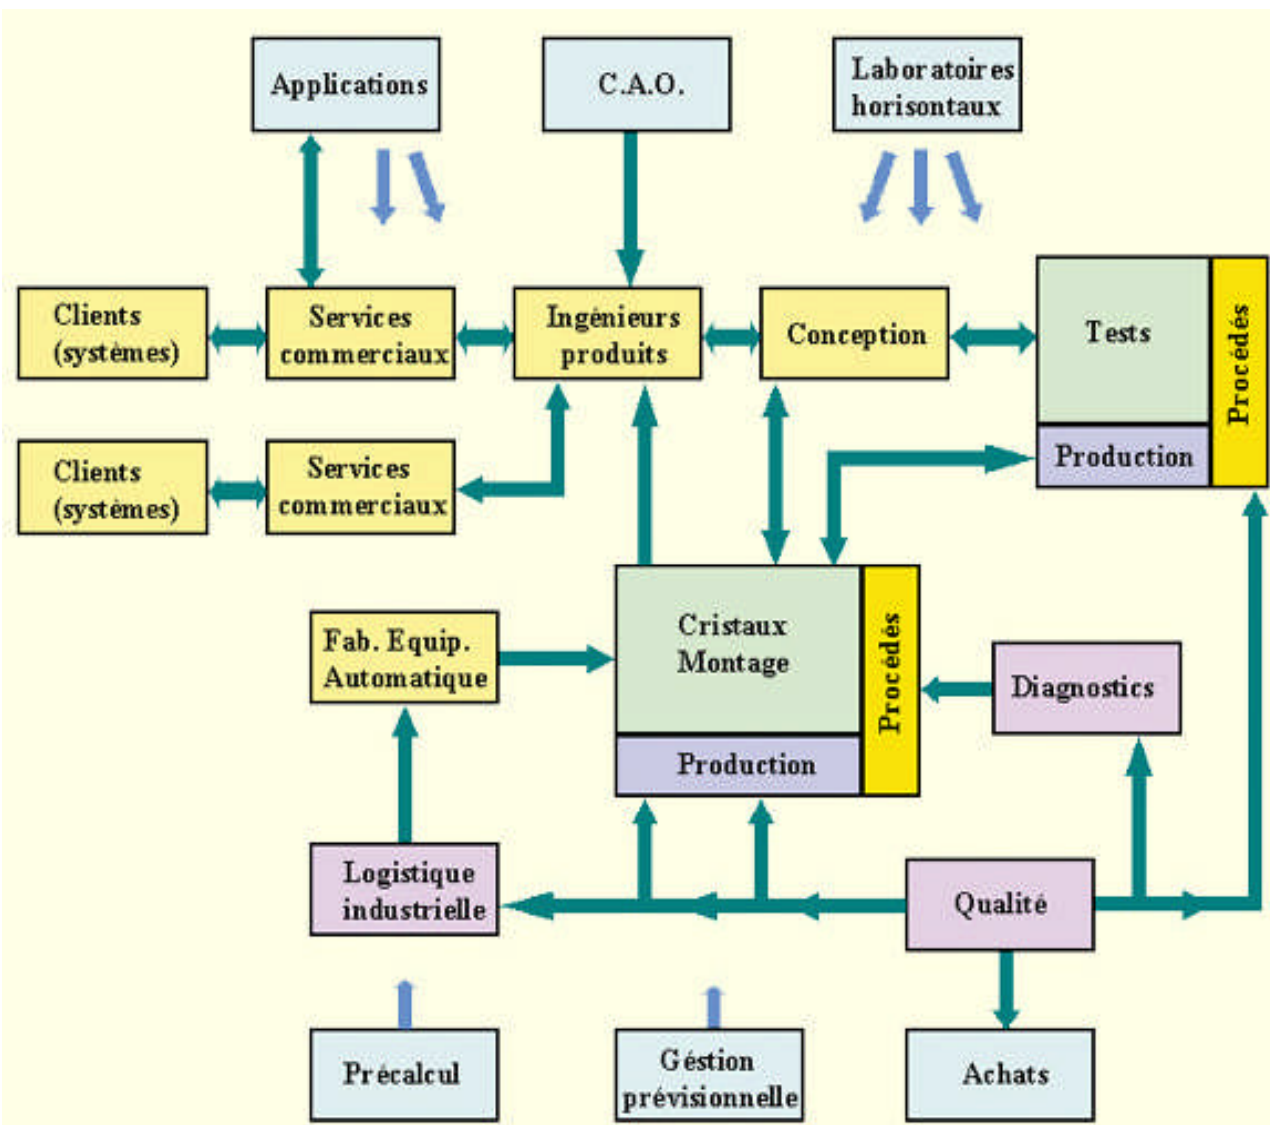 Applications
C.A.O.
Laboratoires
horisontaux
Clients
(systèmes)
Services
commerciaux
Ingénieurs
produits
Conception
Tests
Procédés
Production
Clients
(systèmes)
Services
commerciaux
Fab. Equip.
Automatique
Cristaux
Montage
Procédés
Production
Diagnostics
Logistique
industrielle
Qualité
Précalcul
Géstion
prévisionnelle
Achats